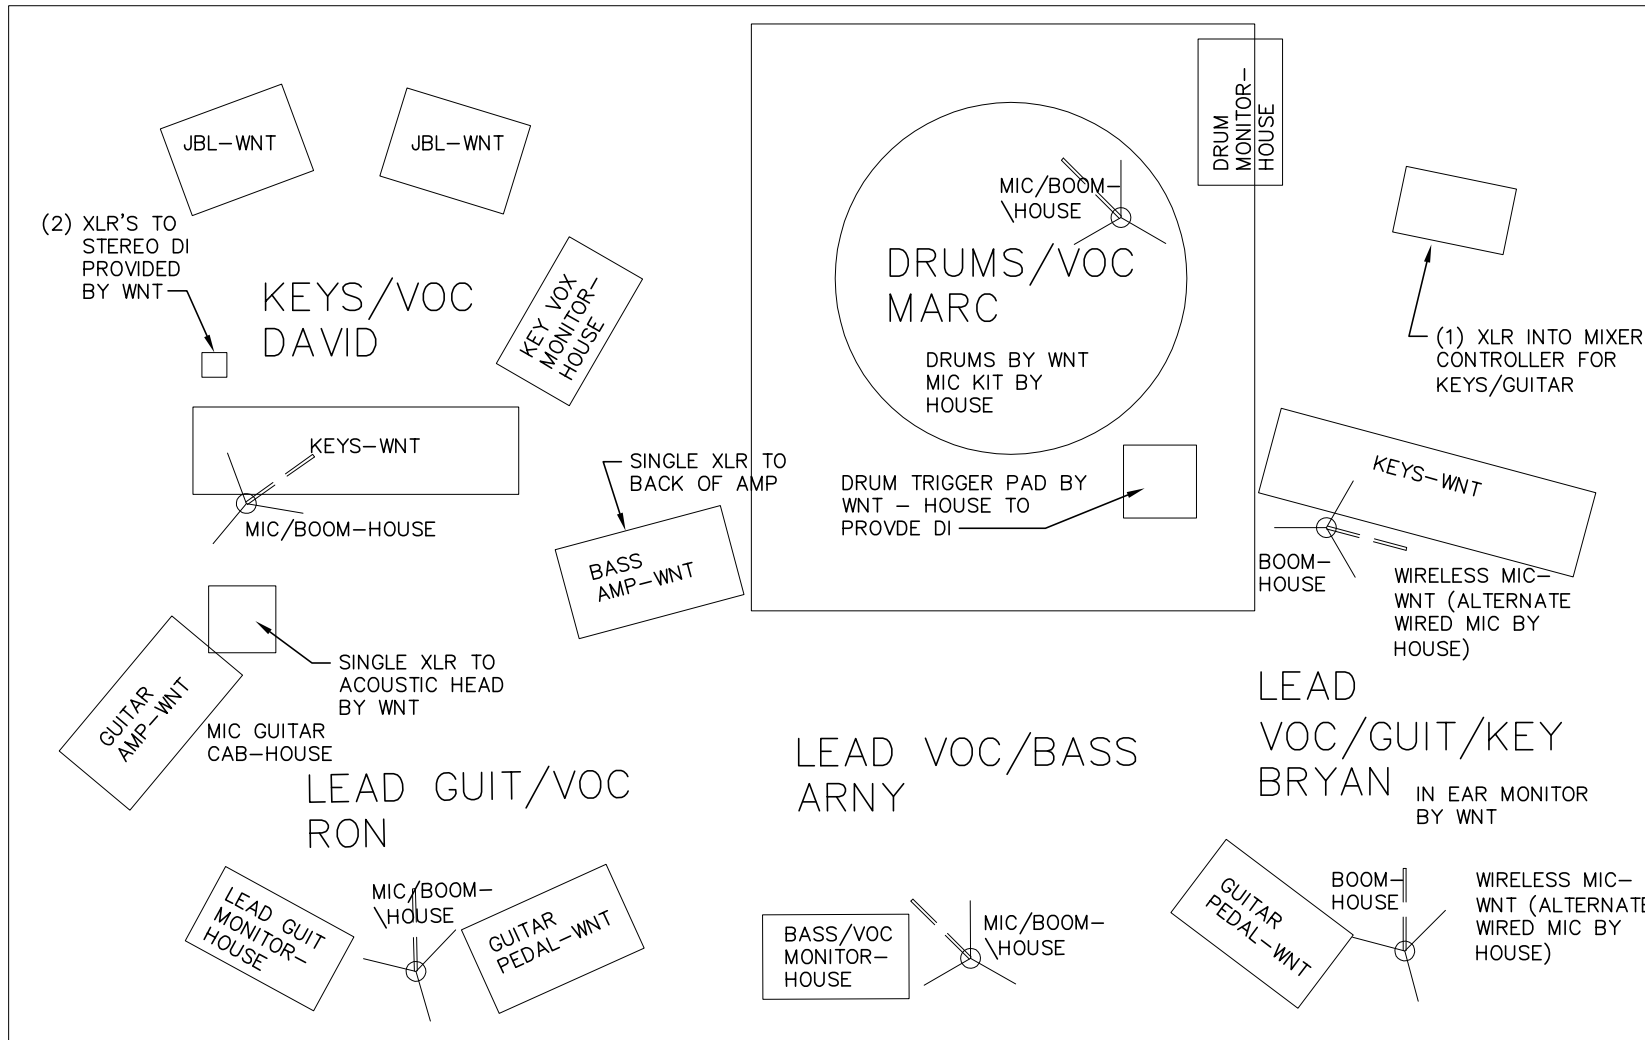 JBL-WNT
JBL-WNT
(2) XLR'S TO
STEREO DI
PROVIDED
BY WNT
KEYS/VOC
DAVID
KEY VOX
MONITOR-
HOUSE
KEYS-WNT
MIC/BOOM-HOUSE
DRUM
MONITOR-
HOUSE
MIC/BOOM-
\HOUSE
DRUMS/VOC
MARC
DRUMS BY WNT
MIC KIT BY
HOUSE
DRUM TRIGGER PAD BY
WNT - HOUSE TO
PROVDE DI
(1) XLR INTO MIXER
CONTROLLER FOR
KEYS/GUITAR
KEYS-WNT
BOOM-
HOUSE
WIRELESS MIC-
WNT (ALTERNATE
WIRED MIC BY
HOUSE)
SINGLE XLR TO
BACK OF AMP
BASS
AMP-WNT
SINGLE XLR TO
ACOUSTIC HEAD
BY WNT
GUITAR
AMP-WNT
MIC GUITAR
CAB-HOUSE
LEAD GUIT/VOC
RON
LEAD VOC/BASS
ARNY
LEAD
VOC/GUIT/KEY
BRYAN
IN EAR MONITOR
BY WNT
LEAD GUIT
MONITOR-
HOUSE
MIC/BOOM-
\HOUSE
GUITAR
PEDAL-WNT
BASS/VOC
MONITOR-
HOUSE
MIC/BOOM-
\HOUSE
GUITAR
PEDAL-WNT
BOOM-
HOUSE
WIRELESS MIC-
WNT (ALTERNATE
WIRED MIC BY
HOUSE)